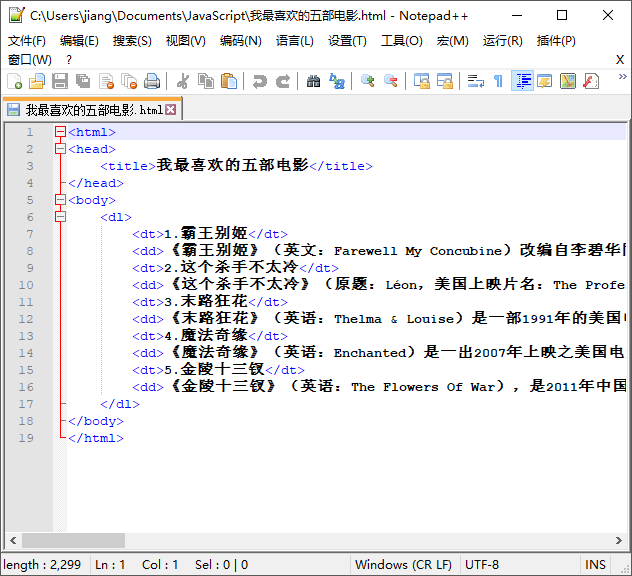 C:\Users\jiang\Documents\JavaScript\我最喜欢的五部电影.html - Notepad++
文件(F) 编辑(E) 搜索(S) 视图(V) 编码(N) 语言(L) 设置(T) 工具(O) 宏(M) 运行(R) 插件(P)
窗口(W) ? X
我最喜欢的五部电影.html
1 <html>
2 <head>
3 <title>我最喜欢的五部电影</title>
4 </head>
5 <body>
6 <dl>
7 <dt>1.霸王别姬</dt>
8 <dd>《霸王别姬》（英文：Farewell My Concubine）改编自李碧华
9 <dt>2.这个杀手不太冷</dt>
10 <dd>《这个杀手不太冷》（原题：Léon，美国上映片名：The Profe
11 <dt>3.末路狂花</dt>
12 <dd>《末路狂花》（英语：Thelma & Louise）是一部1991年的美国
13 <dt>4.魔法奇缘</dt>
14 <dd>《魔法奇缘》（英语：Enchanted）是一出2007年上映之美国电
15 <dt>5.金陵十三钗</dt>
16 <dd>《金陵十三钗》（英语：The Flowers Of War），是2011年中国
17 </dl>
18 </body>
19 </html>
length : 2,299 Ln : 1 Col : 1 Sel : 0 | 0 Windows (CR LF) UTF-8 INS